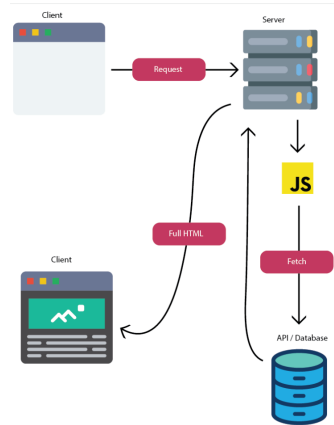 Client
Server
Request
JS
Full HTML
Fetch
Client
API / Database